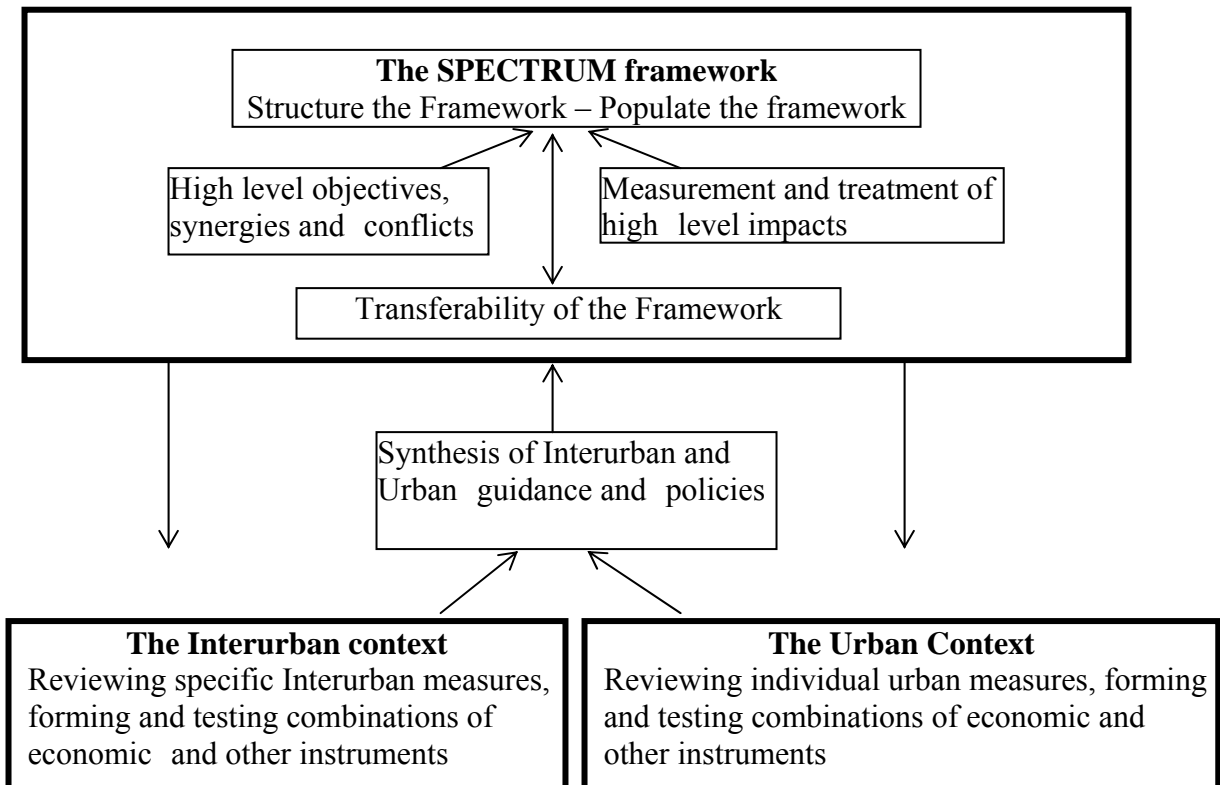 The SPECTRUM framework
Structure the Framework – Populate the framework
High level objectives,
synergies and conflicts
Measurement and treatment of
high level impacts
Transferability of the Framework
Synthesis of Interurban and
Urban guidance and policies
The Interurban context
Reviewing specific Interurban measures,
forming and testing combinations of
economic and other instruments
The Urban Context
Reviewing individual urban measures, forming
and testing combinations of economic and
other instruments